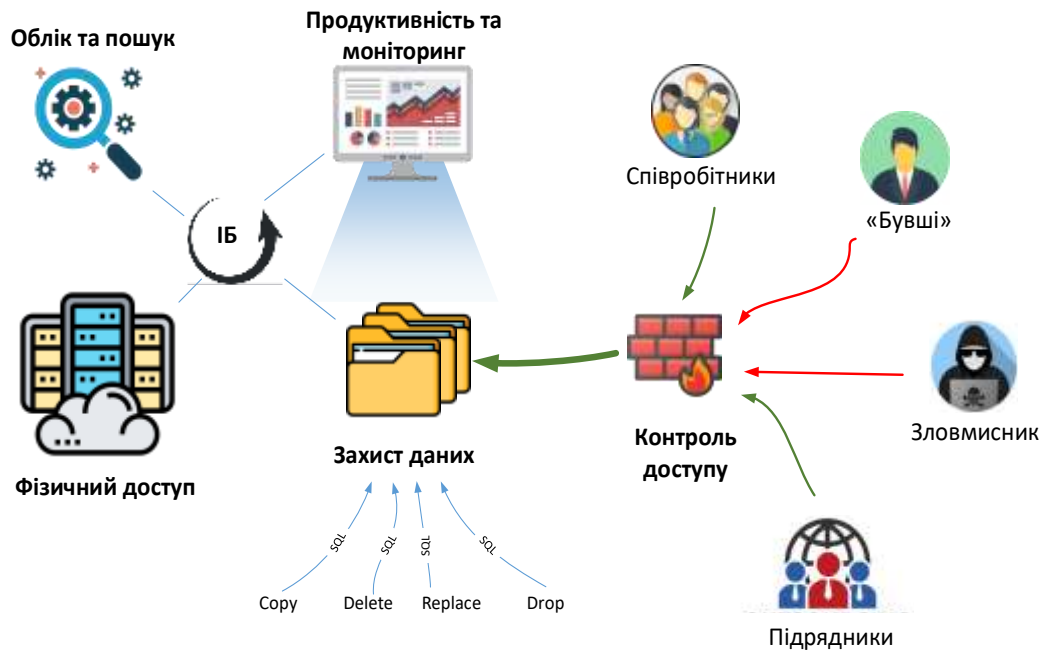 Облік та пошук
Продуктивність та
моніторинг
Співробітники
«Бувші»
ІБ
Зловмисник
Контроль
доступу
Захист даних
Фізичний доступ
SQL
SQL
SQL
SQL
Copy
Delete
Replace
Drop
Підрядники